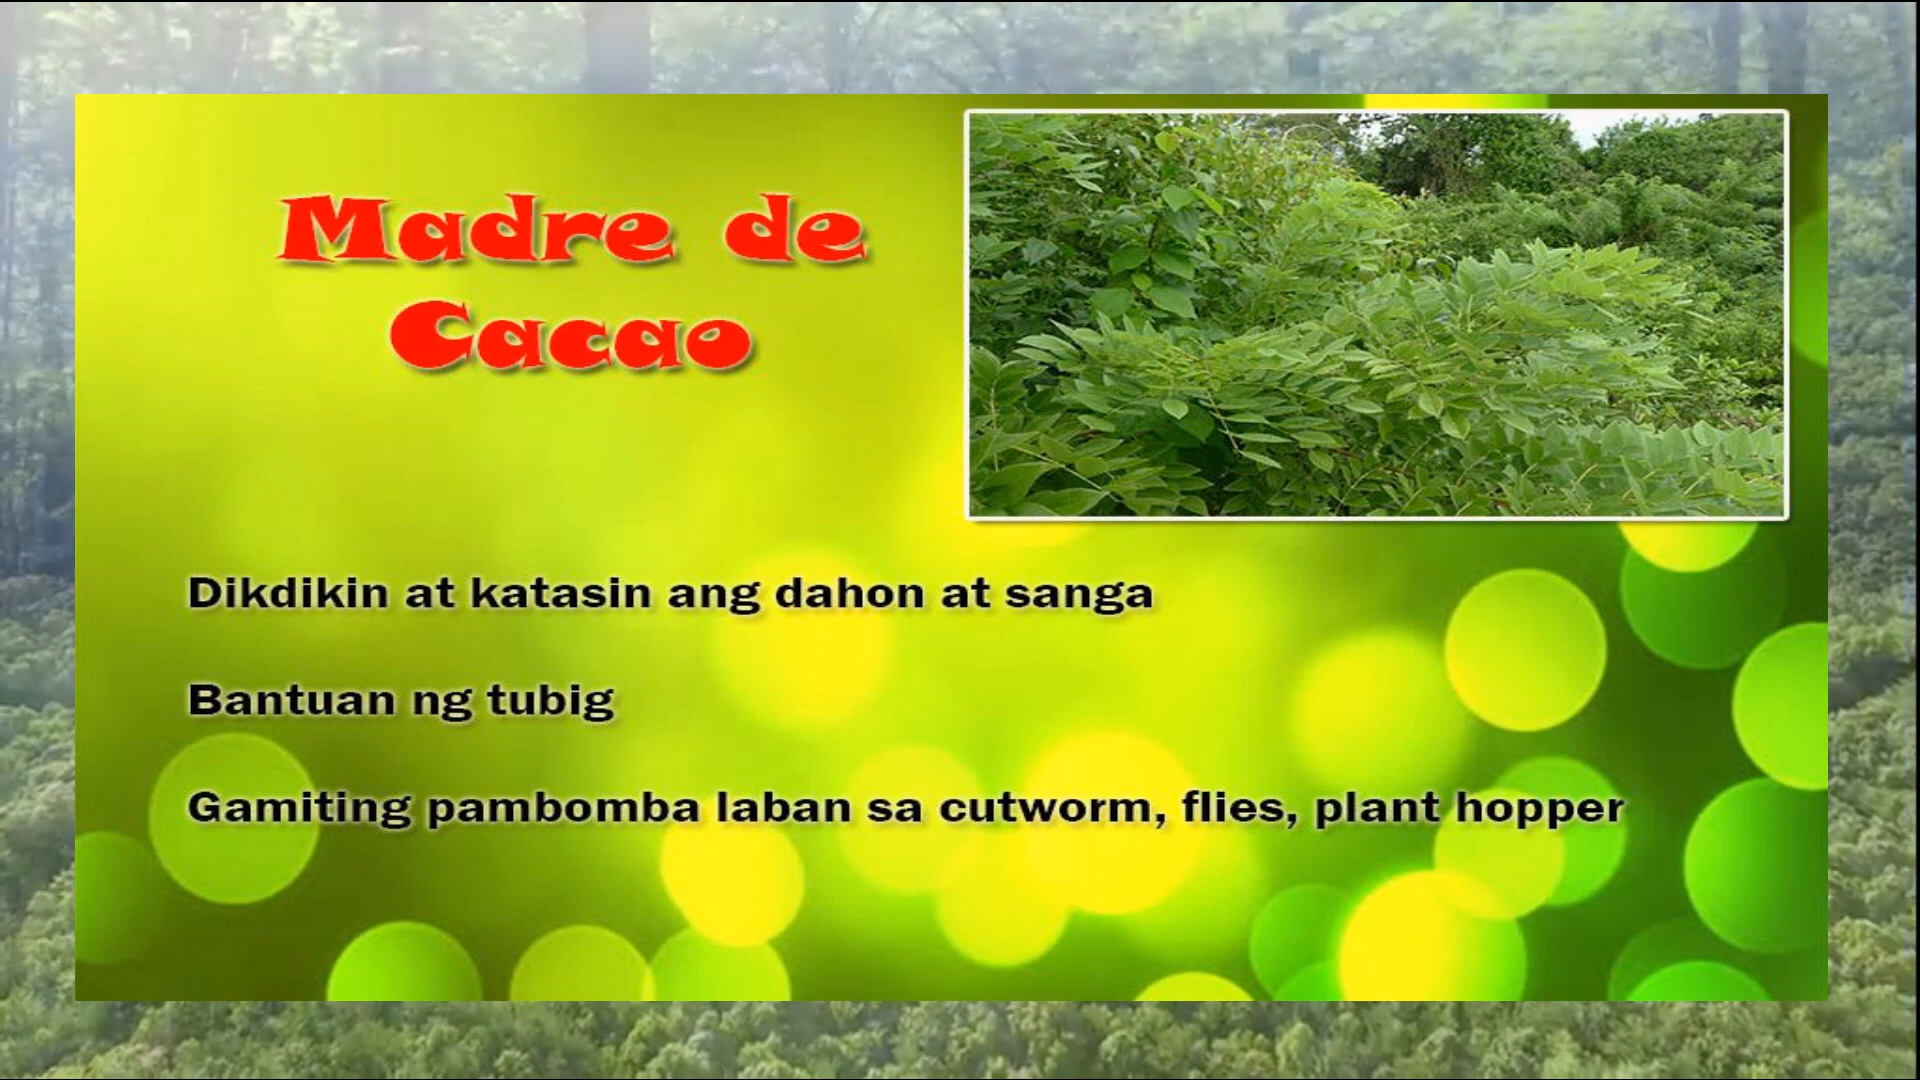 Madre de
Cacao
Dikdikin at katasin ang dahon at sanga
Bantuan ng tubig
Gamiting pambomba laban sa cutworm, flies, plant hopper